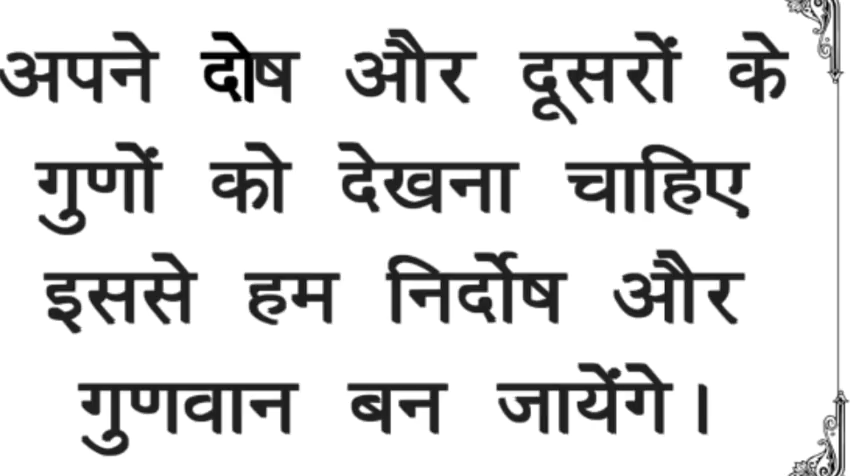 अपने दोष और दूसरों के
गुणों को देखना चाहिए
इससे हम निर्दोष और
गुणवान बन जायेंगे।